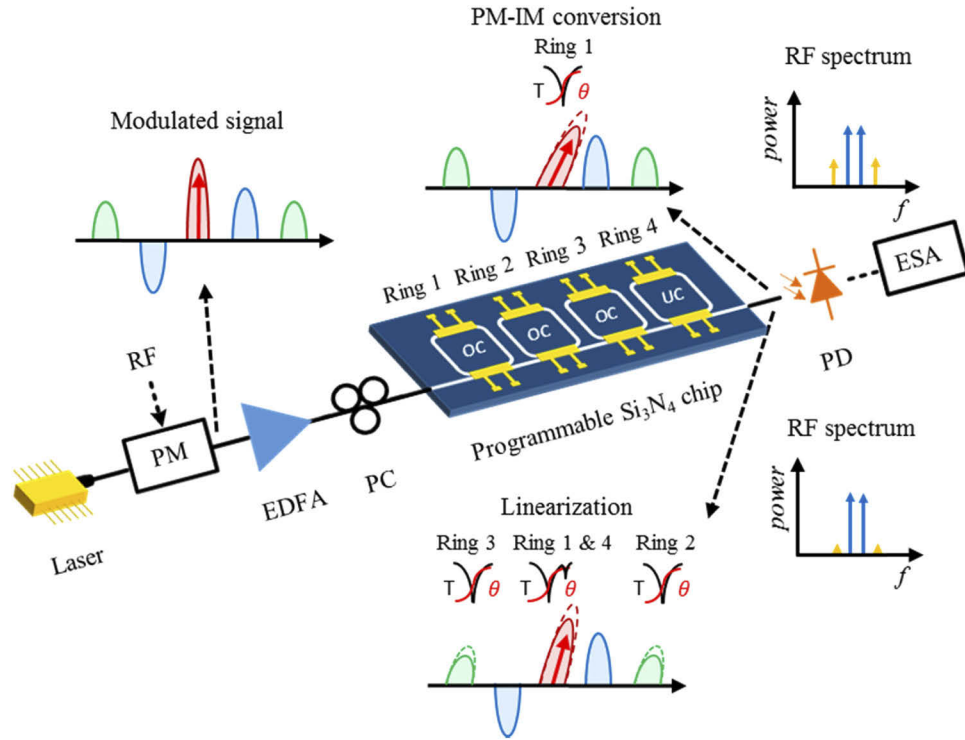 PM-IM conversion
Ring 1
T θ
RF spectrum
power
f
Modulated signal
Ring 1
Ring 2
Ring 3
Ring 4
OC
OC
OC
UC
ESA
PD
RF
PM
EDFA
PC
Programmable Si₃N₄ chip
Laser
Linearization
Ring 3
Ring 1 & 4
Ring 2
T θ
T θ
T θ
RF spectrum
power
f